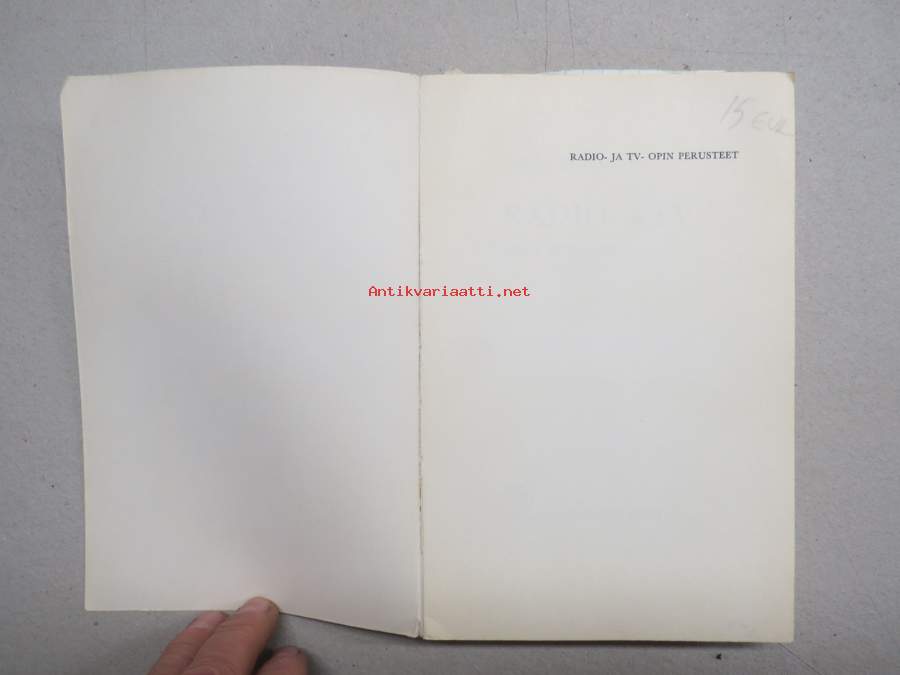 15 EUR
RADIO- JA TV- OPIN PERUSTEET
Antikvariaatti.net